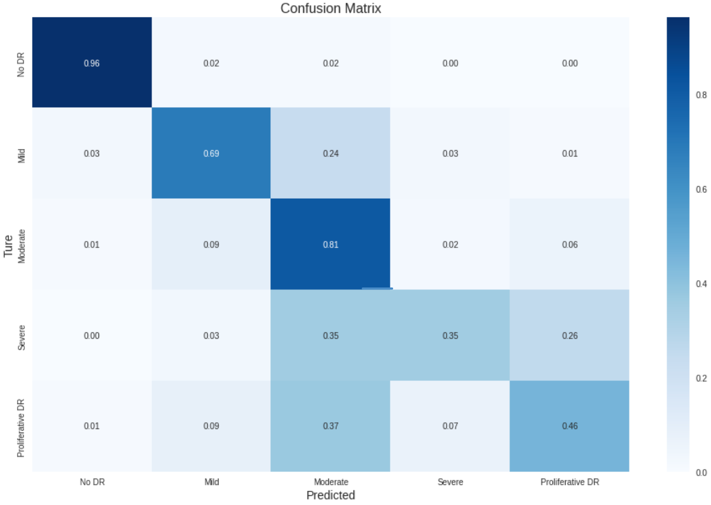 Confusion Matrix
No DR 0.96 0.02 0.02 0.00 0.00
Mild 0.03 0.69 0.24 0.03 0.01
Moderate 0.01 0.09 0.81 0.02 0.06
Severe 0.00 0.03 0.35 0.35 0.26
Proliferative DR 0.01 0.09 0.37 0.07 0.46
Ture
No DR Mild Moderate Severe Proliferative DR
Predicted
0.8
0.6
0.4
0.2
0.0